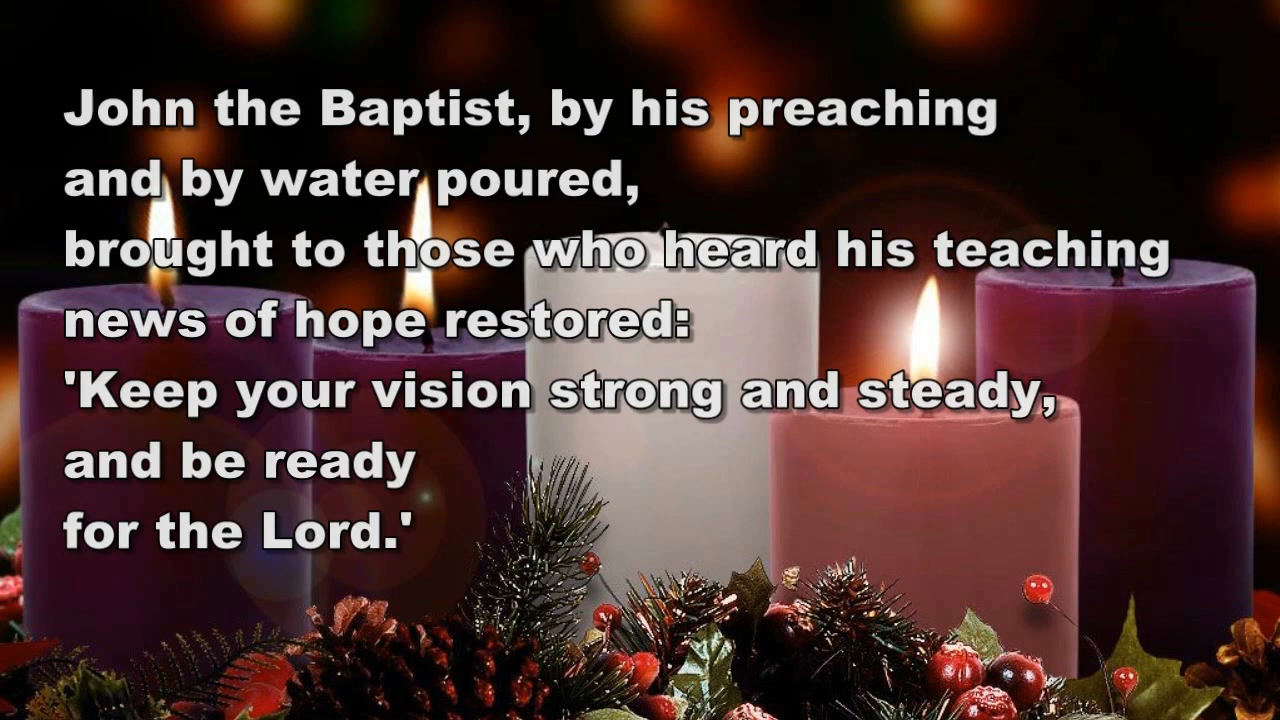 John the Baptist, by his preaching
and by water poured,
brought to those who heard his teaching
news of hope restored:
'Keep your vision strong and steady,
and be ready
for the Lord.'